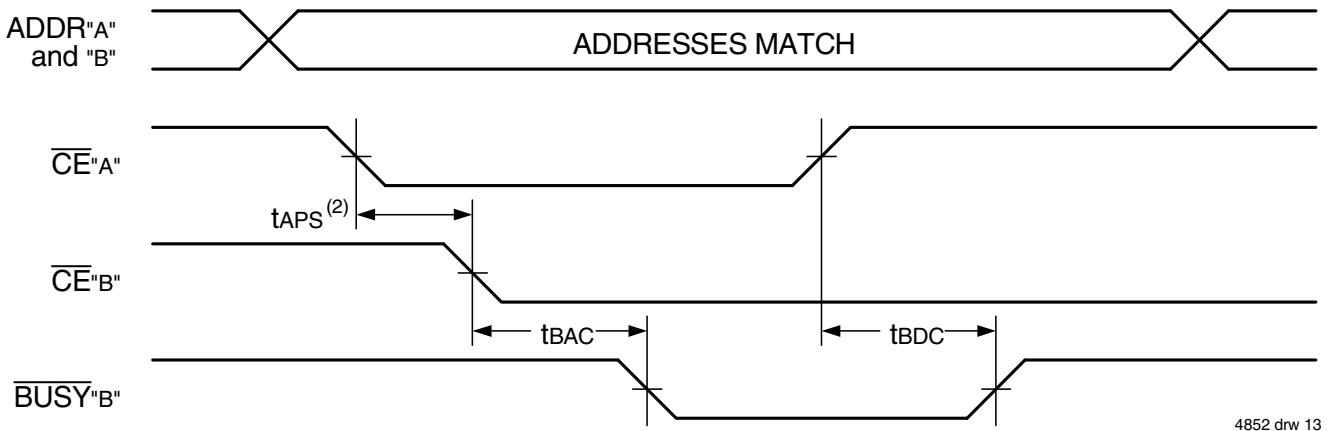 ADDR"A"
and "B"
ADDRESSES MATCH
CE"A"
tAPS (2)
CE"B"
tBAC
tBDC
BUSY"B"
4852 drw 13